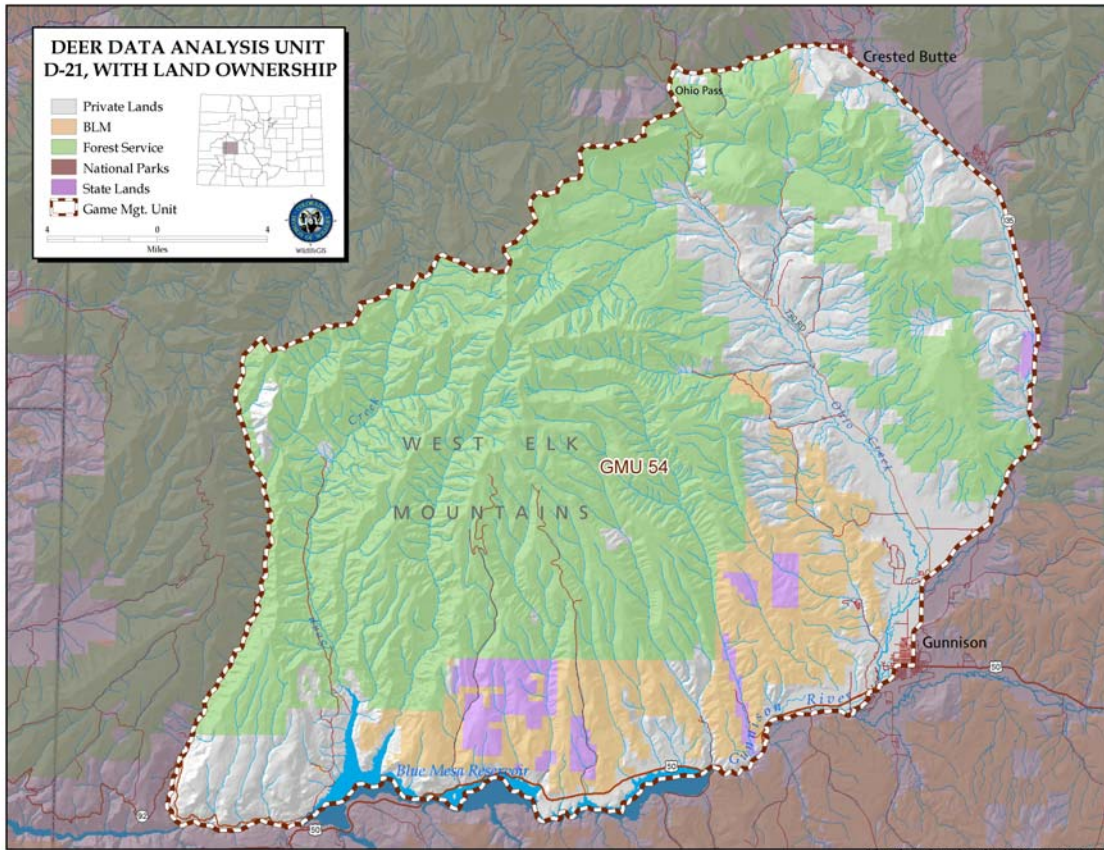 DEER DATA ANALYSIS UNIT
D-21, WITH LAND OWNERSHIP
Private Lands
BLM
Forest Service
National Parks
State Lands
Game Mgt. Unit
4 0 4
Miles
Crested Butte
Ohio Pass
135
730 RD
Ohio Creek
Creek
WEST ELK
GMU 54
MOUNTAINS
Gunnison
50
Gunnison River
Blue Mesa Reservoir
50
92
50